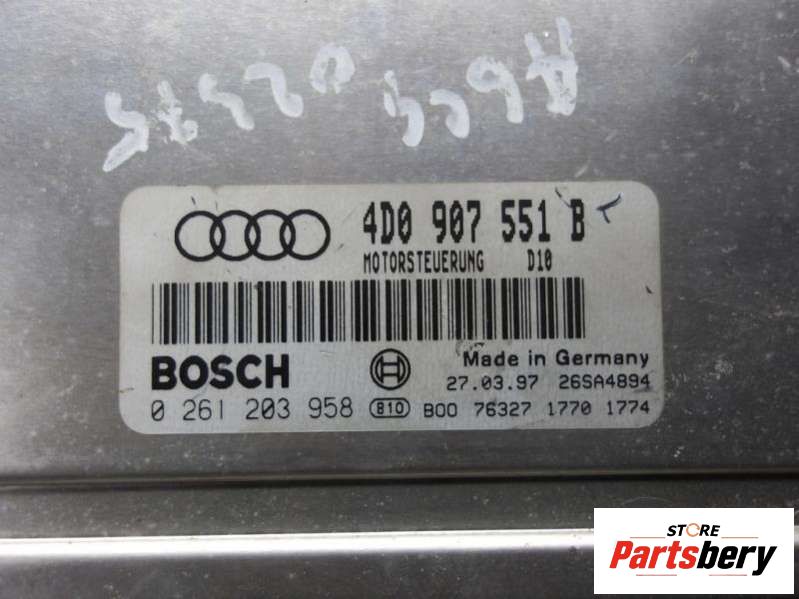 4D0 907 551 B
MOTORSTEUERUNG D10
BOSCH
Made in Germany
27.03.97 26SA4894
0 261 203 958 810 B00 76327 1770 1774
STORE
Partsbery